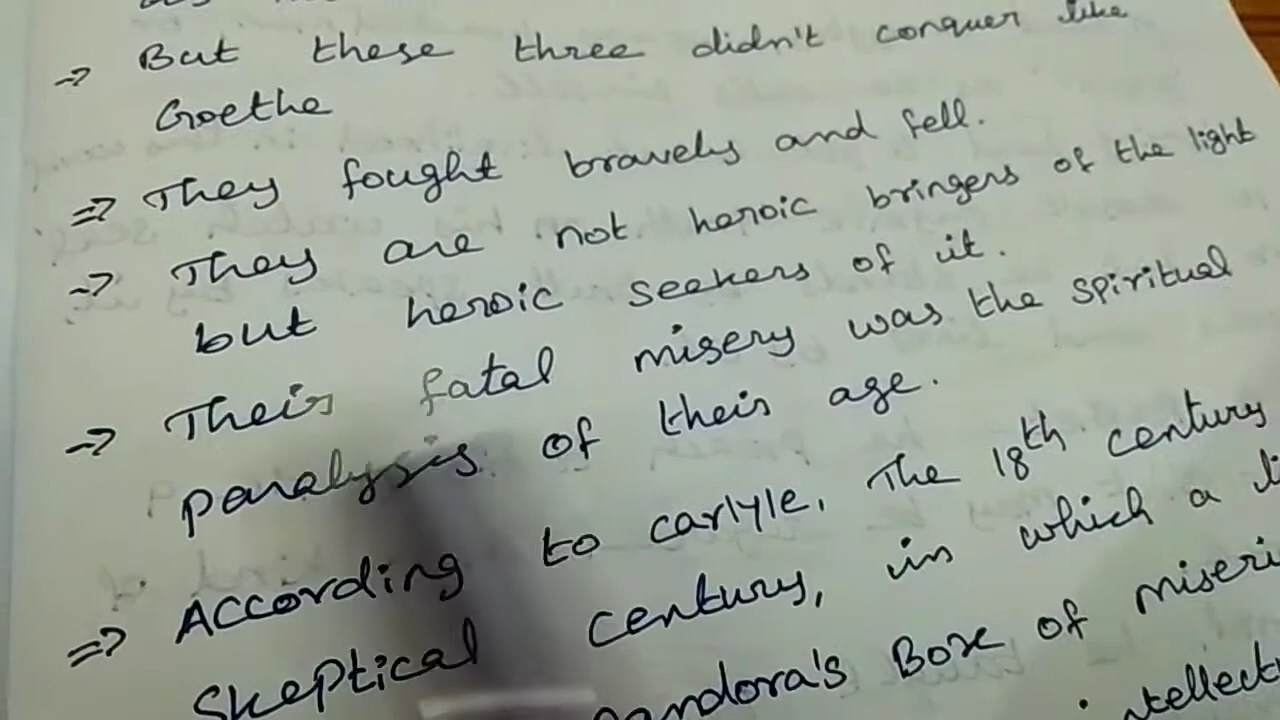 => But these three didn't conquer like
Goethe
=> They fought bravely and fell.
=> They are not heroic bringers of the light
but heroic seekers of it.
=> Their fatal misery was the spiritual
paralysis of their age.
=> According to carlyle, The 18th century
Skeptical century, in which a
Box of